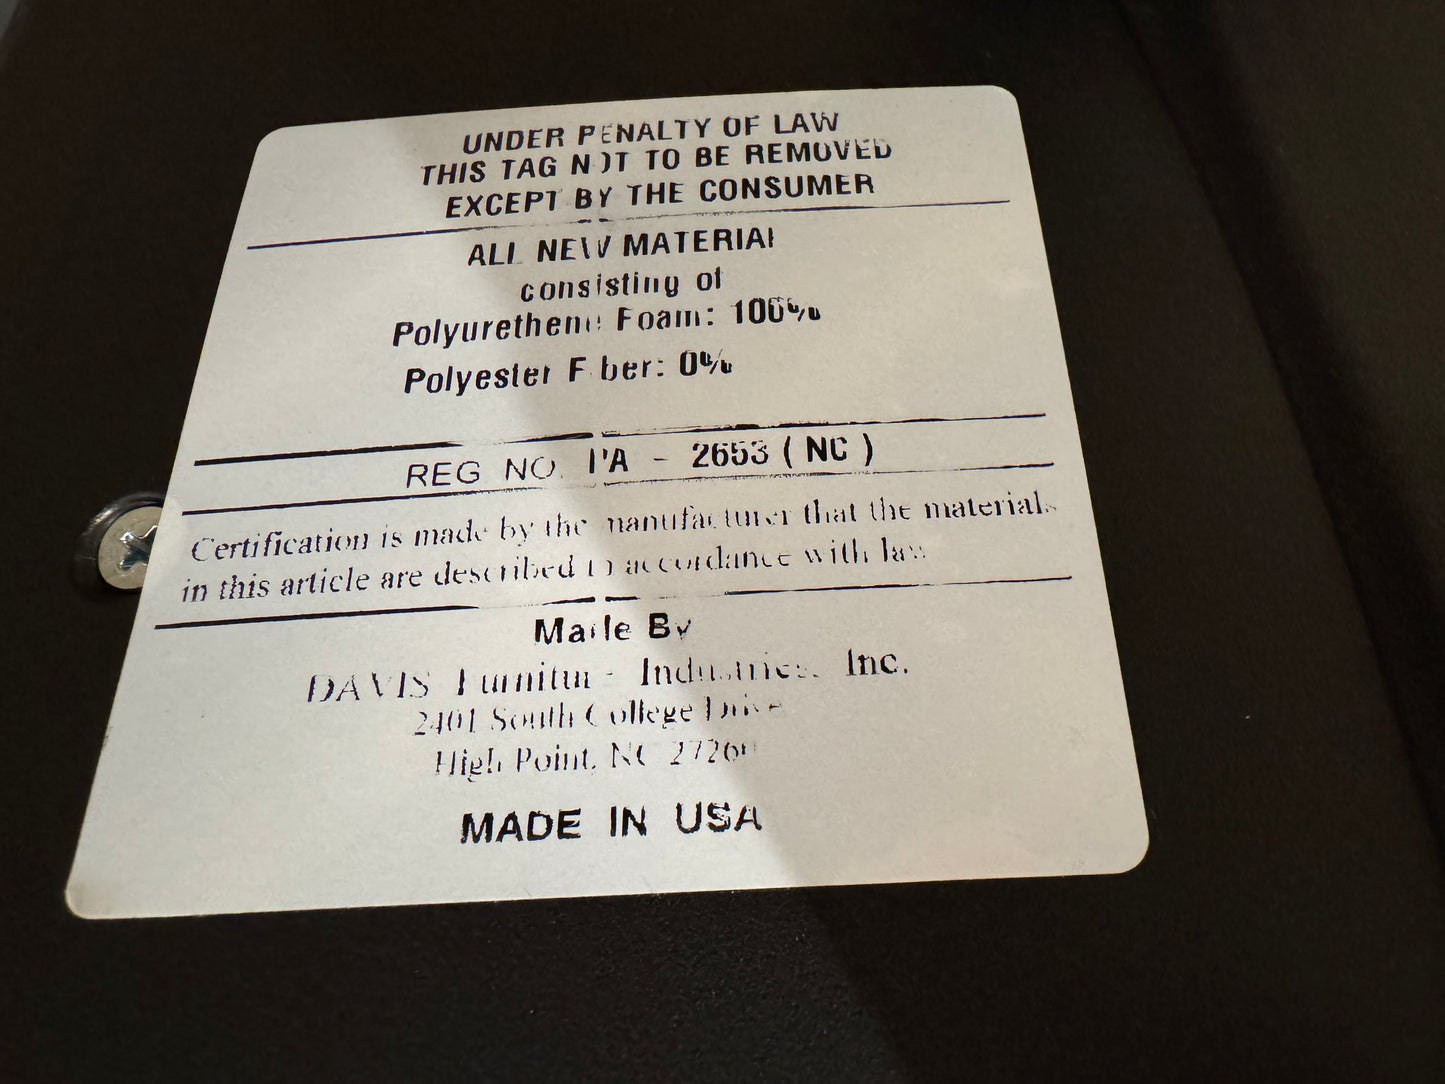 UNDER PENALTY OF LAW
THIS TAG NOT TO BE REMOVED
EXCEPT BY THE CONSUMER
ALL NEW MATERIAL
consisting of
Polyurethene Foam: 100%
Polyester Fiber: 0%
REG NO. PA - 2653 ( NC )
Certification is made by the manufacturer that the materials
in this article are described in accordance with law.
Made By
DAVIS Furniture Industries, Inc.
2401 South College Drive
High Point, NC 27260
MADE IN USA